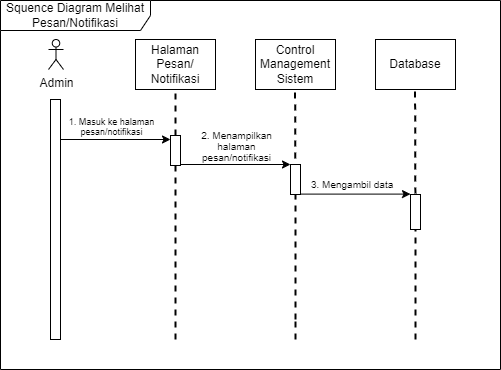 Squence Diagram Melihat
Pesan/Notifikasi
Admin
Halaman
Pesan/
Notifikasi
Control
Management
Sistem
Database
1. Masuk ke halaman
pesan/notifikasi
2. Menampilkan
halaman
pesan/notifikasi
3. Mengambil data